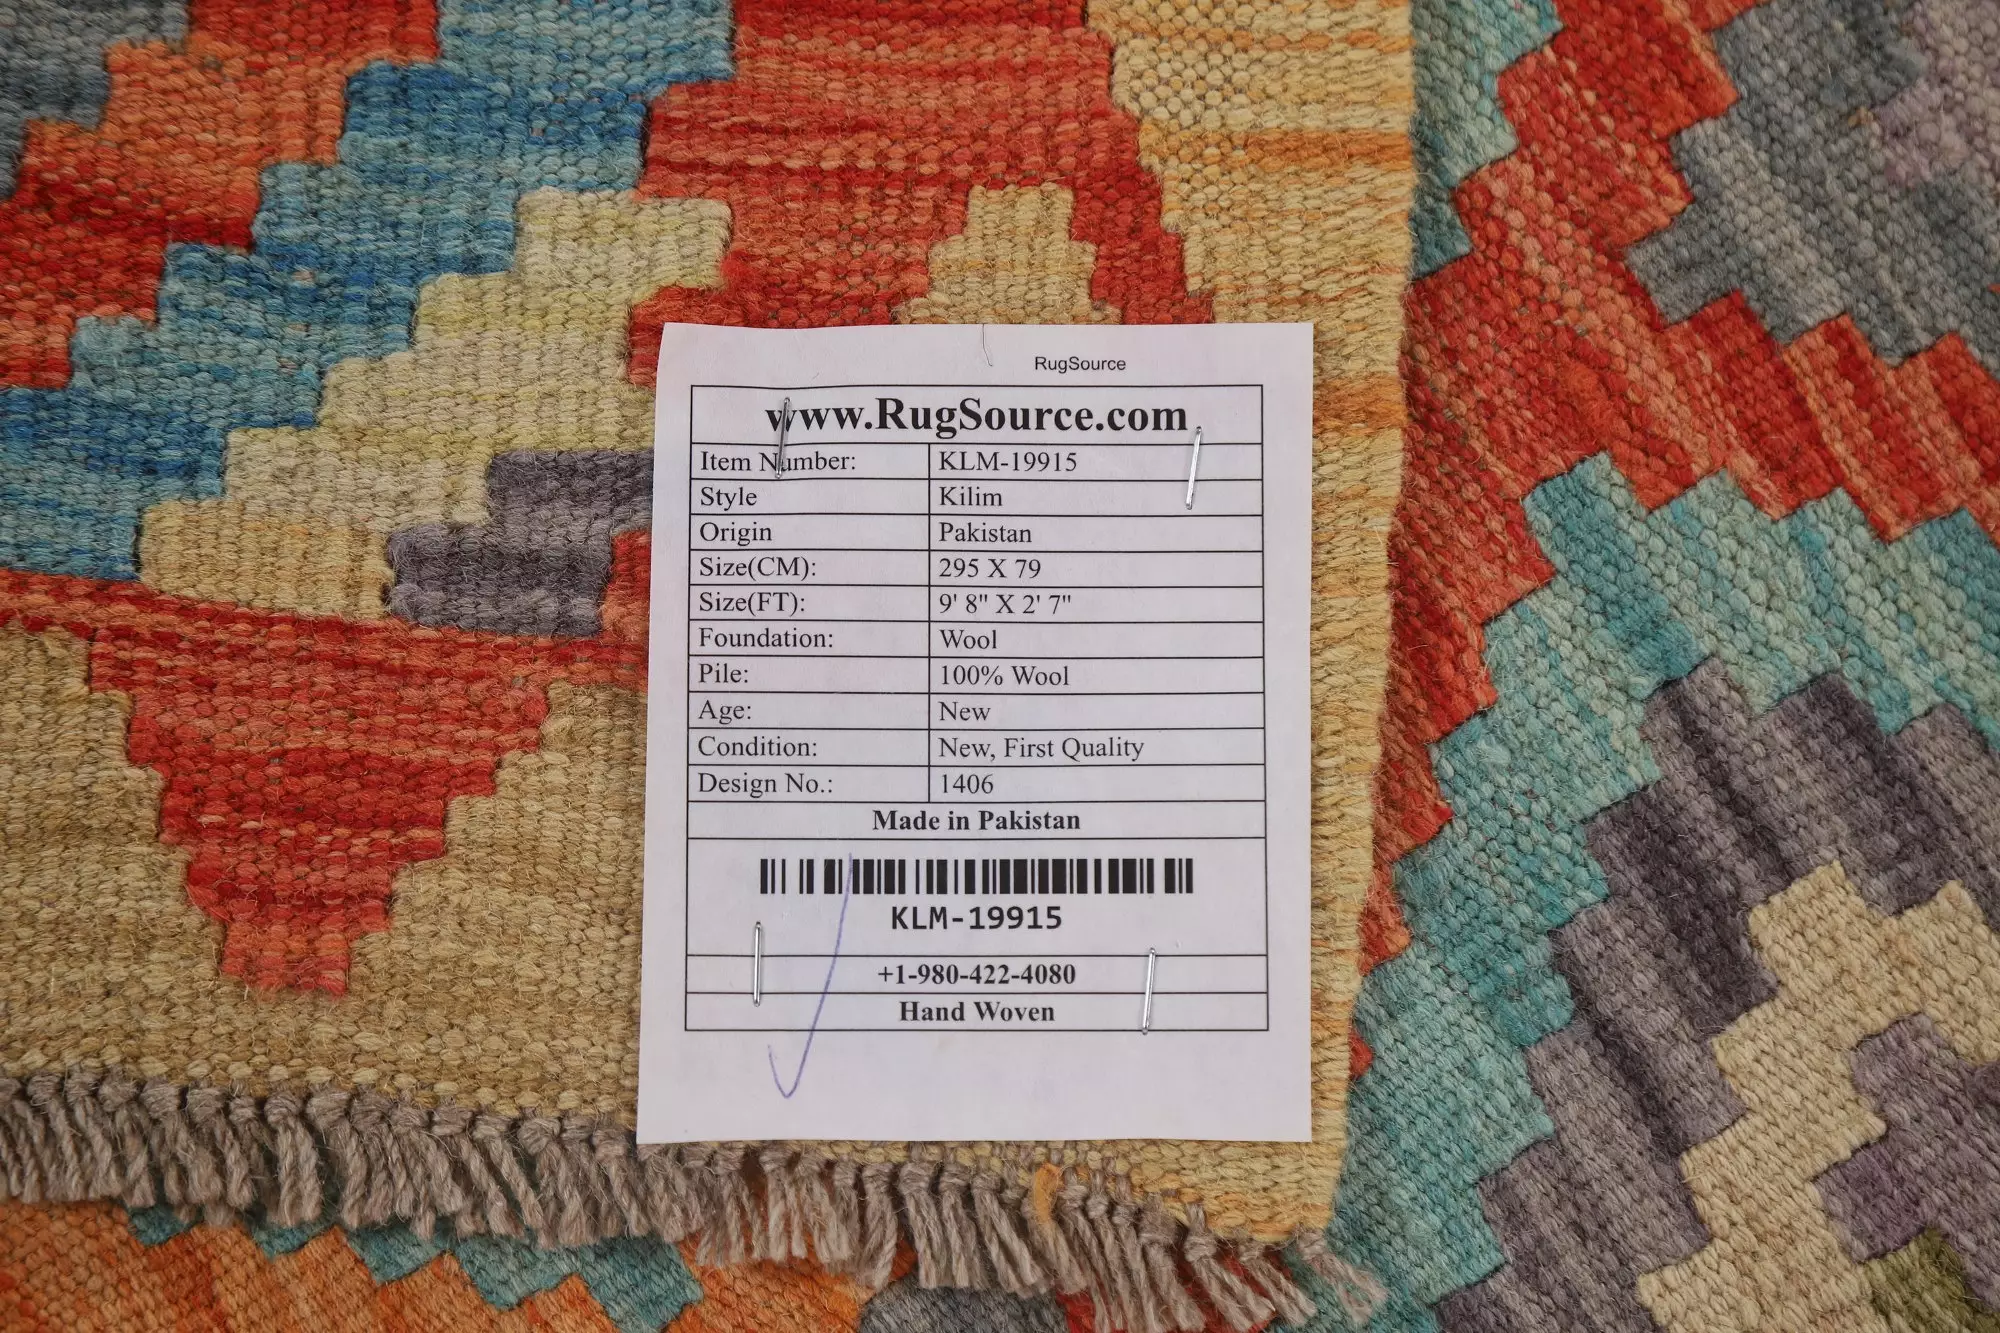 RugSource
www.RugSource.com
Item Number: KLM-19915
Style Kilim
Origin Pakistan
Size(CM): 295 X 79
Size(FT): 9' 8" X 2' 7"
Foundation: Wool
Pile: 100% Wool
Age: New
Condition: New, First Quality
Design No.: 1406
Made in Pakistan
KLM-19915
+1-980-422-4080
Hand Woven